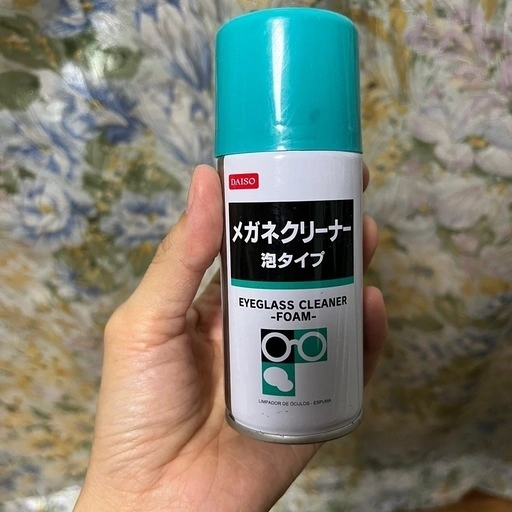 DAISO
メガネクリーナー
泡タイプ
EYEGLASS CLEANER
-FOAM-
LIMPADOR DE ÓCULOS - ESPUMA